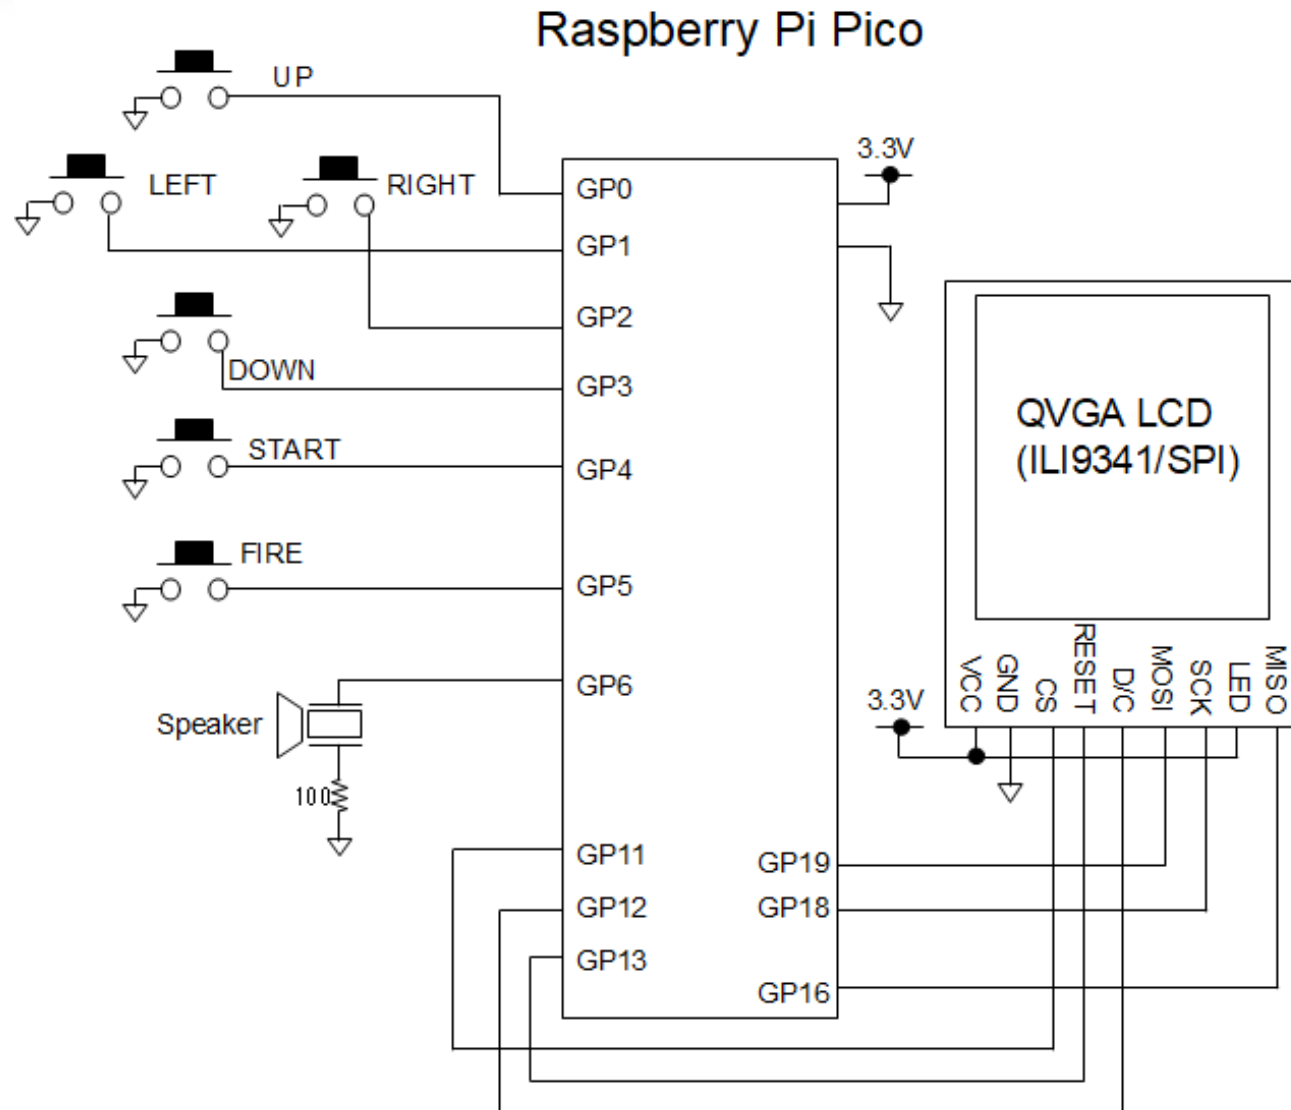 Raspberry Pi Pico
UP
LEFT
RIGHT
DOWN
START
FIRE
Speaker
100
GP0
GP1
GP2
GP3
GP4
GP5
GP6
GP11
GP12
GP13
GP19
GP18
GP16
3.3V
QVGA LCD
(ILI9341/SPI)
VCC
GND
CS
RESET
D/C
MOSI
SCK
LED
MISO
3.3V